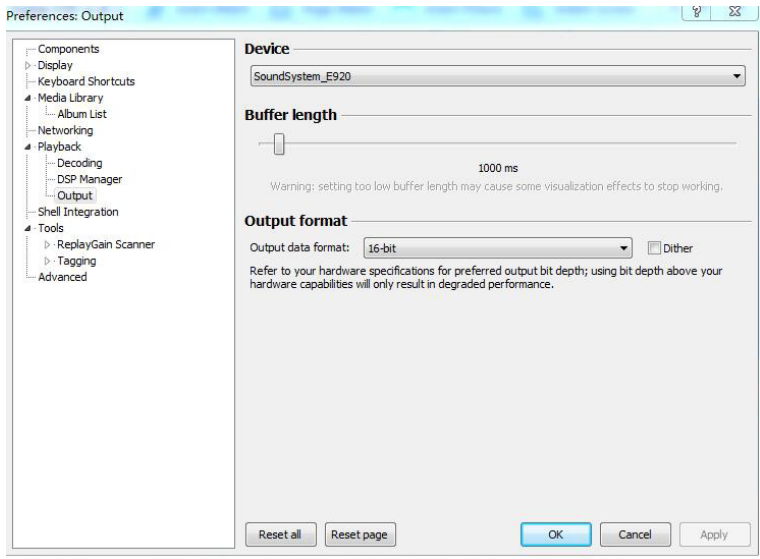 Preferences: Output
Components
Display
Keyboard Shortcuts
Media Library
Album List
Networking
Playback
Decoding
DSP Manager
Output
Shell Integration
Tools
ReplayGain Scanner
Tagging
Advanced
Device
SoundSystem_E920
Buffer length
1000 ms
Warning: setting too low buffer length may cause some visualization effects to stop working.
Output format
Output data format: 16-bit Dither
Refer to your hardware specifications for preferred output bit depth; using bit depth above your
hardware capabilities will only result in degraded performance.
Reset all Reset page OK Cancel Apply